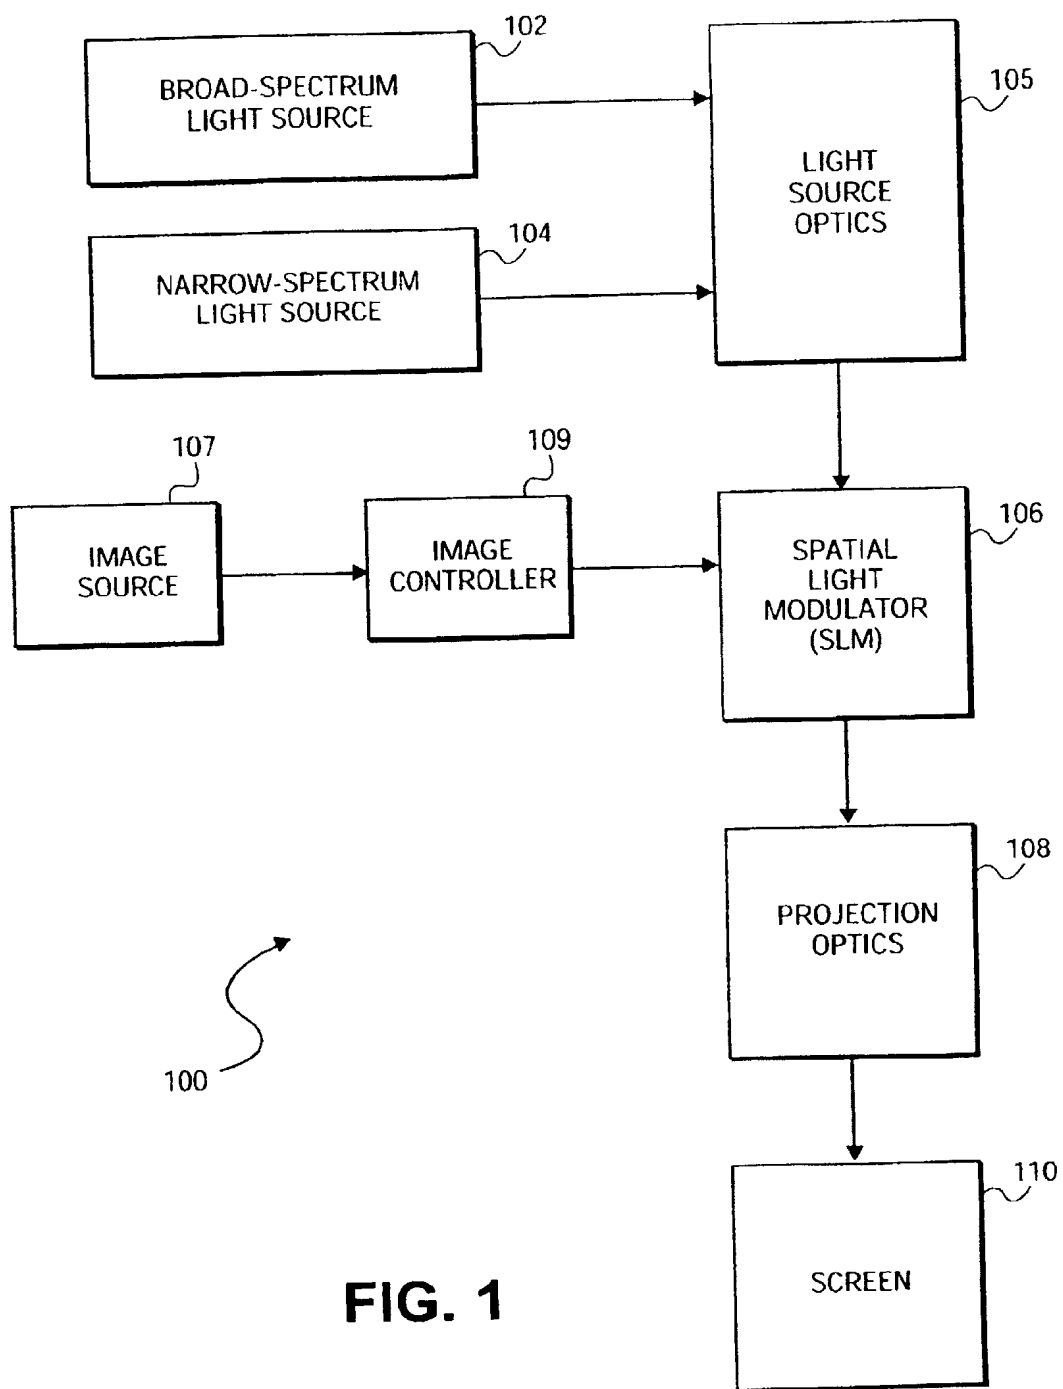 102
BROAD-SPECTRUM
LIGHT SOURCE
105
LIGHT
SOURCE
OPTICS
104
NARROW-SPECTRUM
LIGHT SOURCE
107
IMAGE
SOURCE
109
IMAGE
CONTROLLER
106
SPATIAL
LIGHT
MODULATOR
(SLM)
108
PROJECTION
OPTICS
100
110
SCREEN
FIG. 1